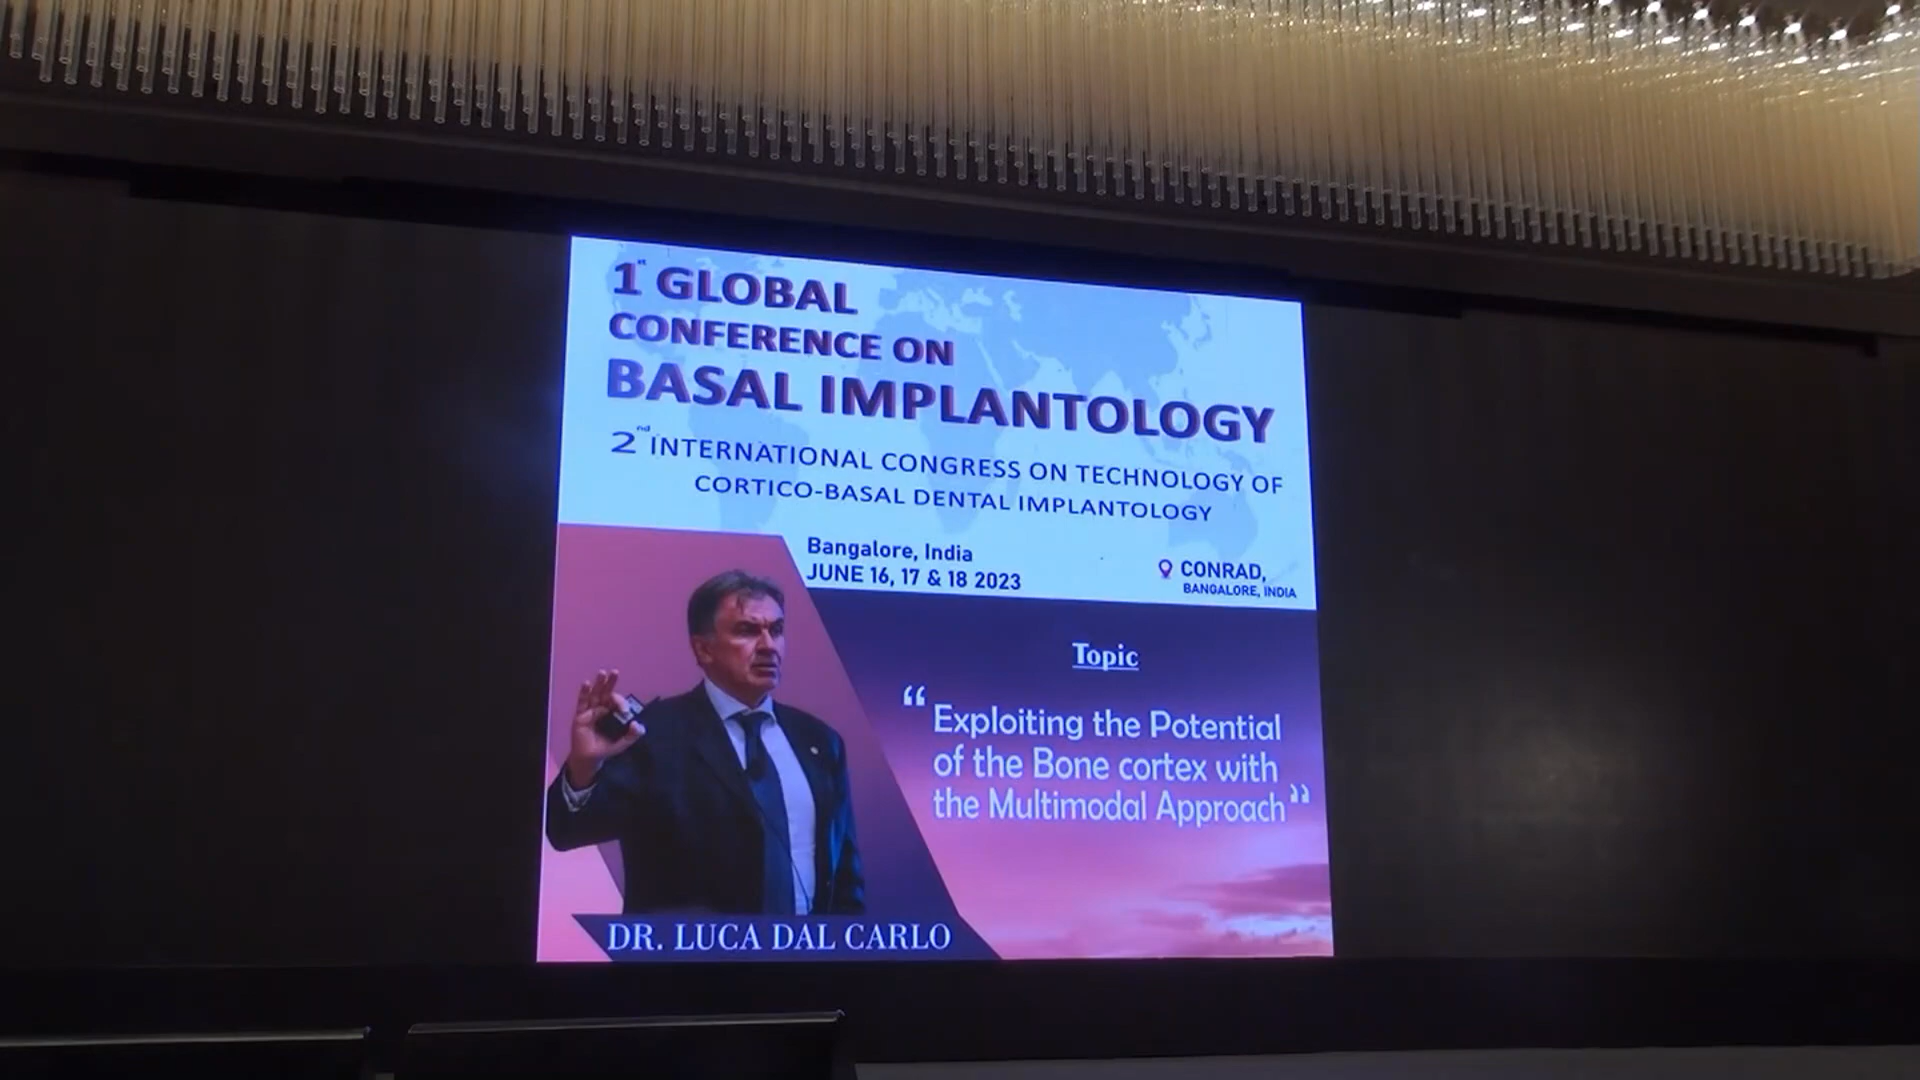 1st GLOBAL
CONFERENCE ON
BASAL IMPLANTOLOGY
2nd INTERNATIONAL CONGRESS ON TECHNOLOGY OF
CORTICO-BASAL DENTAL IMPLANTOLOGY
Bangalore, India
JUNE 16, 17 & 18 2023
CONRAD,
BANGALORE, INDIA
Topic
“Exploiting the Potential
of the Bone cortex with
the Multimodal Approach”
DR. LUCA DAL CARLO